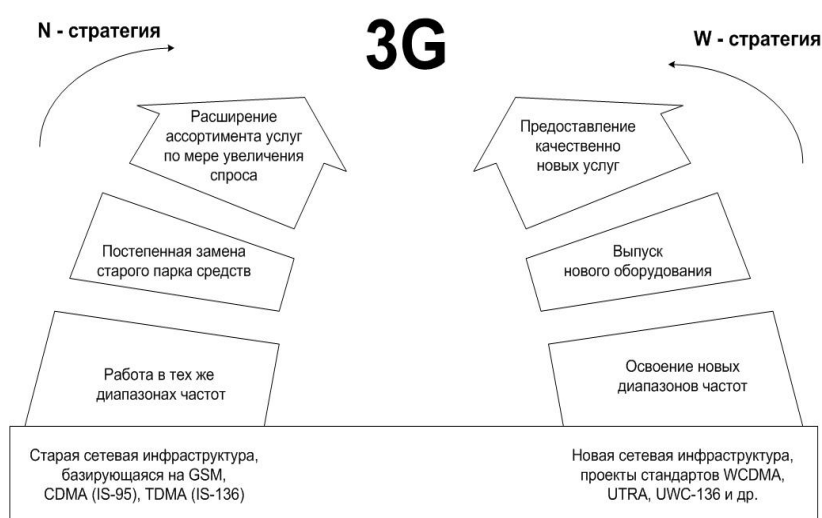 N - стратегия
3G
W - стратегия
Расширение
ассортимента услуг
по мере увеличения
спроса
Предоставление
качественно
новых услуг
Постепенная замена
старого парка средств
Выпуск
нового оборудования
Работа в тех же
диапазонах частот
Освоение новых
диапазонов частот
Старая сетевая инфраструктура,
базирующаяся на GSM,
CDMA (IS-95), TDMA (IS-136)
Новая сетевая инфраструктура,
проекты стандартов WCDMA,
UTRA, UWC-136 и др.